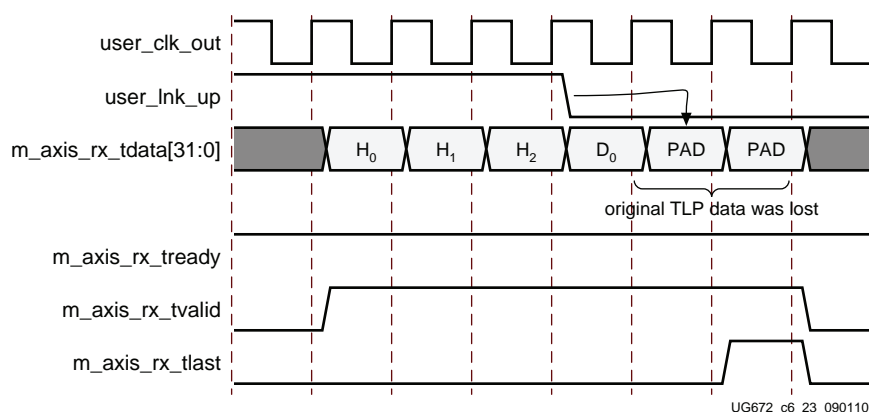 user_clk_out
user_lnk_up
m_axis_rx_tdata[31:0] H₀ H₁ H₂ D₀ PAD PAD
original TLP data was lost
m_axis_rx_tready
m_axis_rx_tvalid
m_axis_rx_tlast
UG672_c6_23_090110